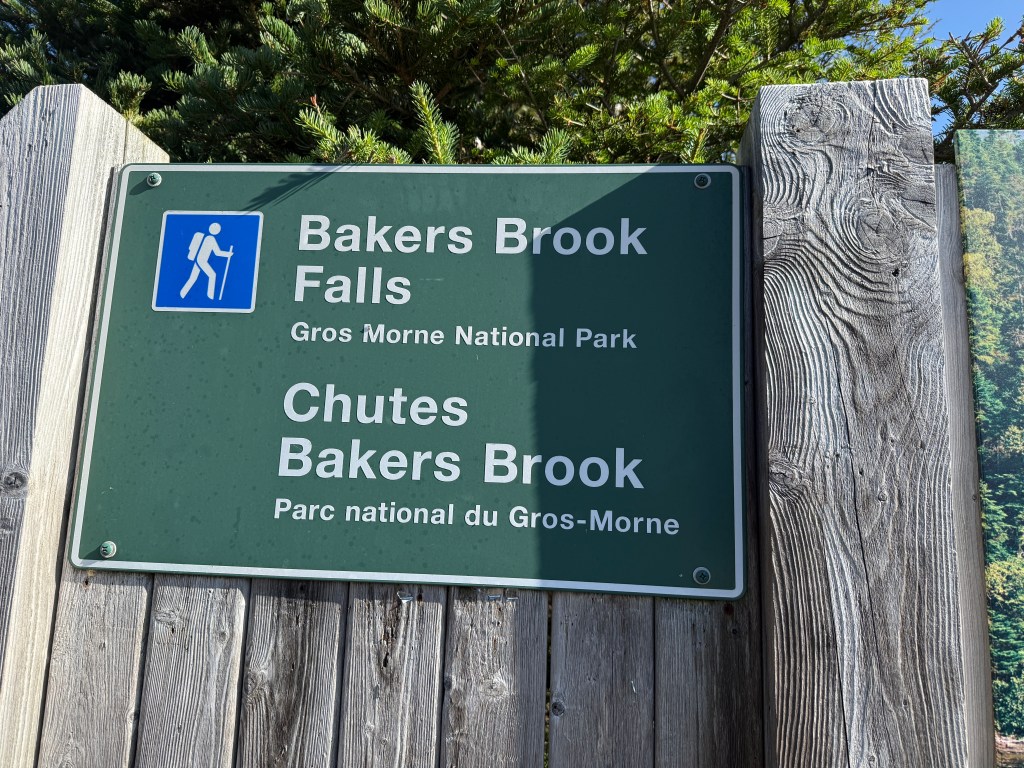 Bakers Brook
Falls
Gros Morne National Park
Chutes
Bakers Brook
Parc national du Gros-Morne